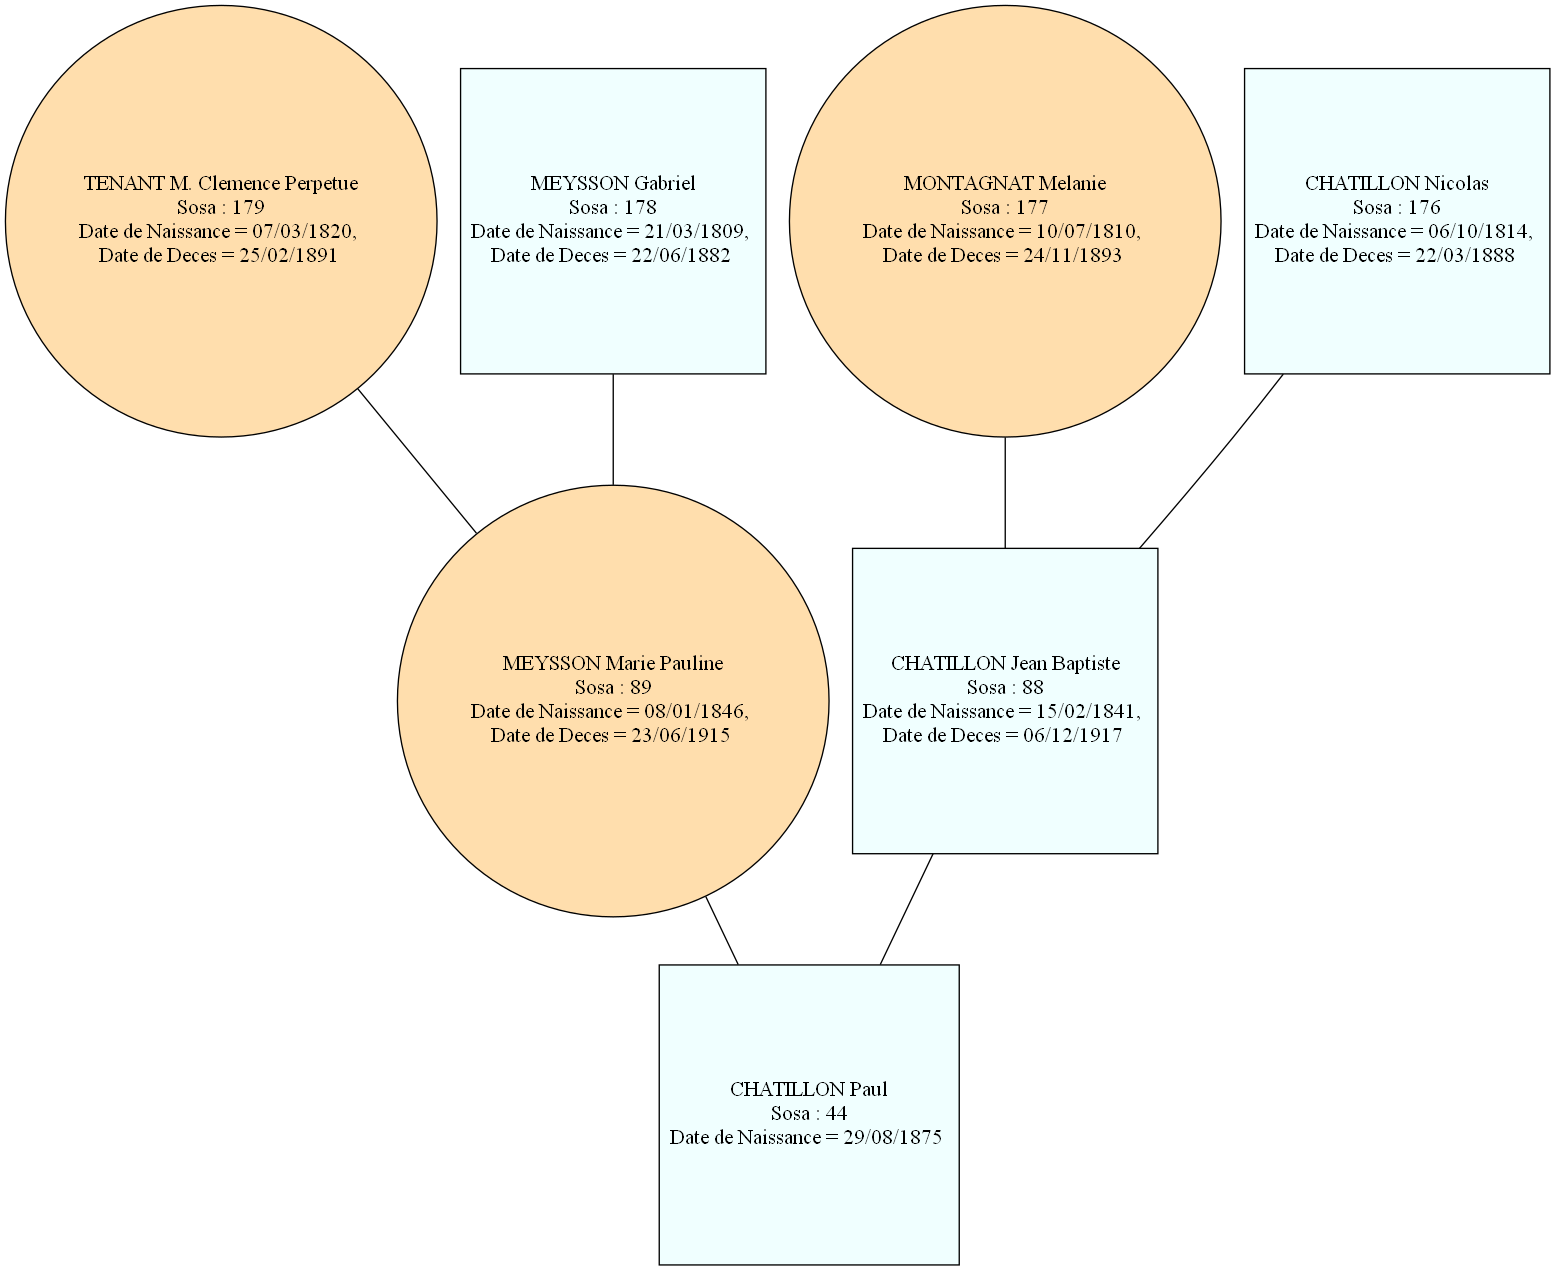 TENANT M. Clemence Perpetue
Sosa : 179
Date de Naissance = 07/03/1820,
Date de Deces = 25/02/1891
MEYSSON Gabriel
Sosa : 178
Date de Naissance = 21/03/1809,
Date de Deces = 22/06/1882
MONTAGNAT Melanie
Sosa : 177
Date de Naissance = 10/07/1810,
Date de Deces = 24/11/1893
CHATILLON Nicolas
Sosa : 176
Date de Naissance = 06/10/1814,
Date de Deces = 22/03/1888
MEYSSON Marie Pauline
Sosa : 89
Date de Naissance = 08/01/1846,
Date de Deces = 23/06/1915
CHATILLON Jean Baptiste
Sosa : 88
Date de Naissance = 15/02/1841,
Date de Deces = 06/12/1917
CHATILLON Paul
Sosa : 44
Date de Naissance = 29/08/1875